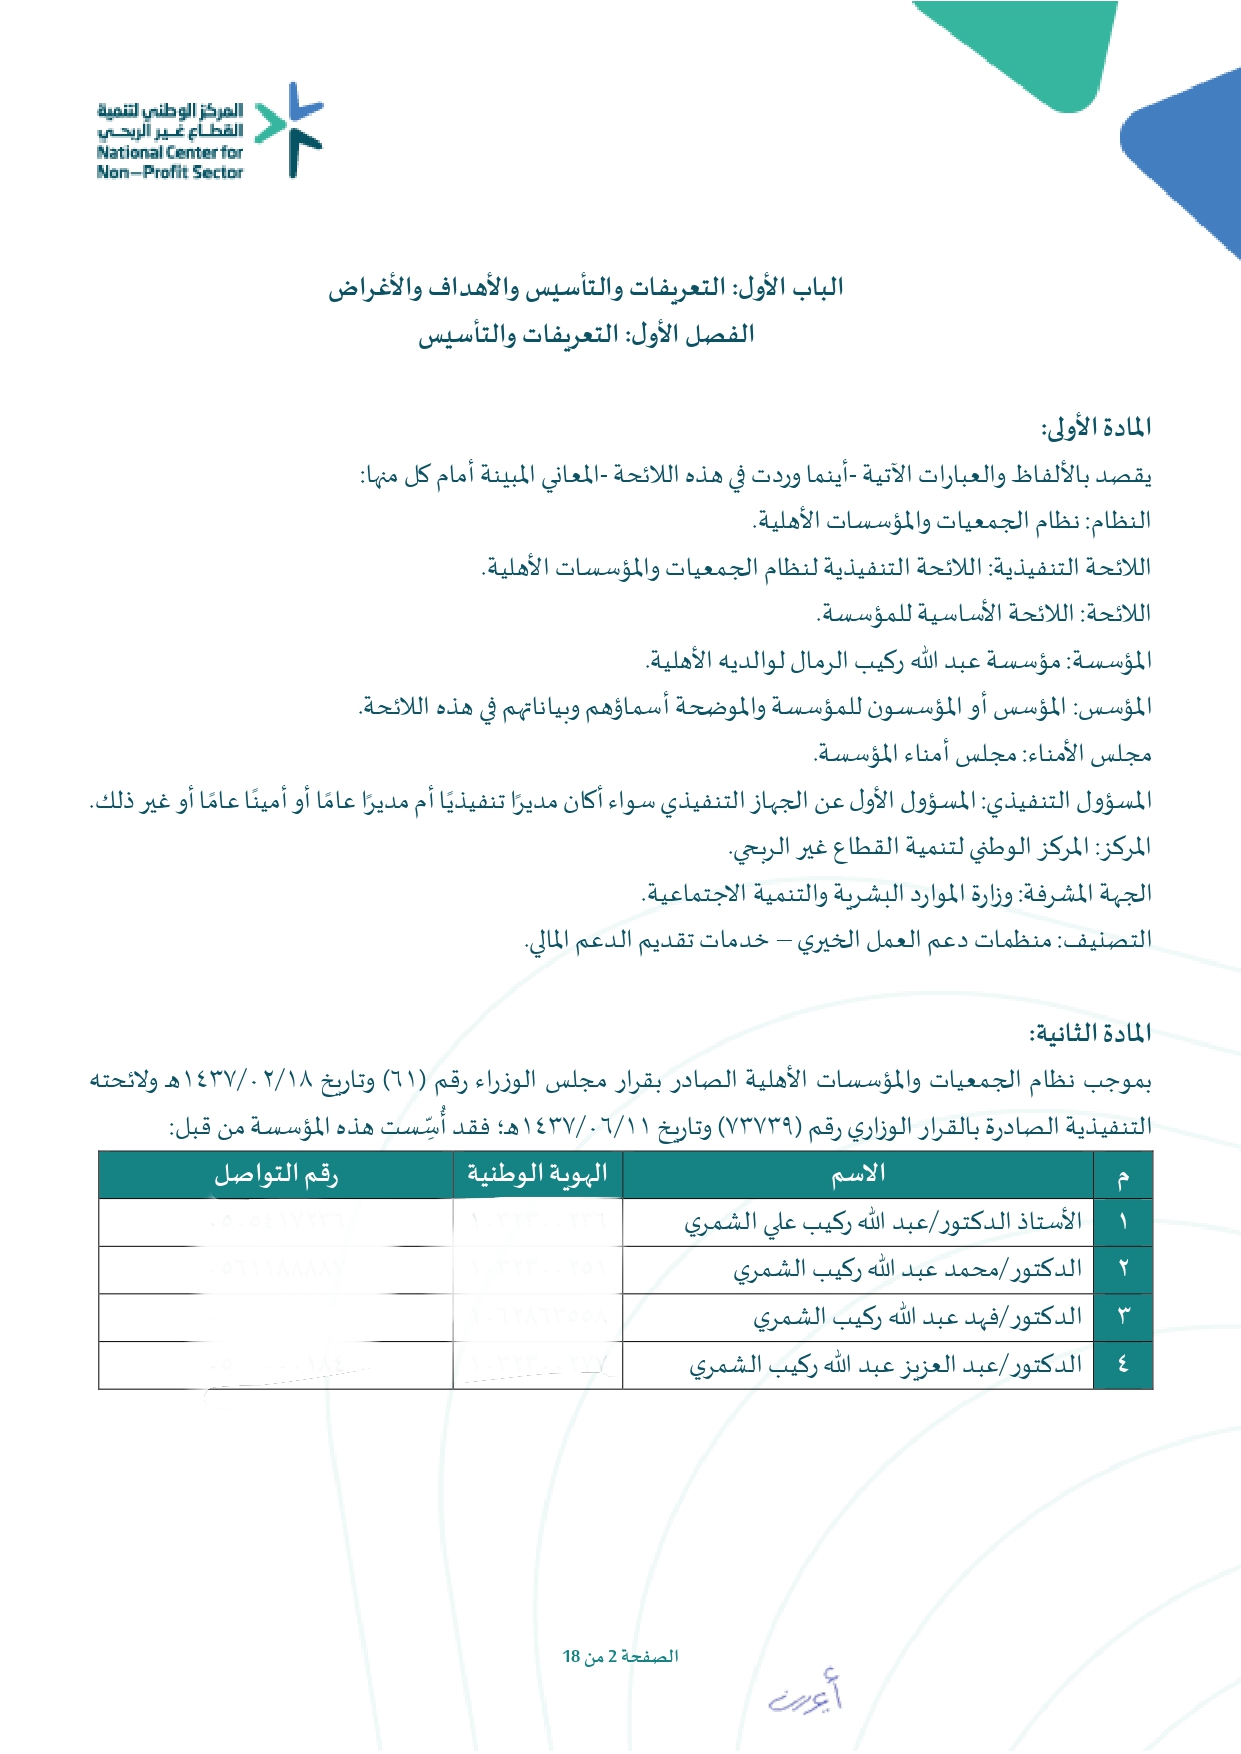 المركز الوطني لتنمية
القطاع غير الربحي
National Center for
Non–Profit Sector
الباب الأول: التعريفات والتأسيس والأهداف والأغراض
الفصل الأول: التعريفات والتأسيس
المادة الأولى:
يقصد بالألفاظ والعبارات الآتية -أينما وردت في هذه اللائحة -المعاني المبينة أمام كل منها:
النظام: نظام الجمعيات والمؤسسات الأهلية.
اللائحة التنفيذية: اللائحة التنفيذية لنظام الجمعيات والمؤسسات الأهلية.
اللائحة: اللائحة الأساسية للمؤسسة.
المؤسسة: مؤسسة عبد الله ركيب الرمال لوالديه الأهلية.
المؤسس: المؤسس أو المؤسسون للمؤسسة والموضحة أسماؤهم وبياناتهم في هذه اللائحة.
مجلس الأمناء: مجلس أمناء المؤسسة.
المسؤول التنفيذي: المسؤول الأول عن الجهاز التنفيذي سواء أكان مديرًا تنفيذيًا أم مديرًا عامًا أو أمينًا عامًا أو غير ذلك.
المركز: المركز الوطني لتنمية القطاع غير الربحي.
الجهة المشرفة: وزارة الموارد البشرية والتنمية الاجتماعية.
التصنيف: منظمات دعم العمل الخيري – خدمات تقديم الدعم المالي.
المادة الثانية:
بموجب نظام الجمعيات والمؤسسات الأهلية الصادر بقرار مجلس الوزراء رقم (٦١) وتاريخ ١٤٣٧/٠٢/١٨هـ ولائحته
التنفيذية الصادرة بالقرار الوزاري رقم (٧٣٧٣٩) وتاريخ ١٤٣٧/٠٦/١١هـ؛ فقد أُسِّست هذه المؤسسة من قبل:
م الاسم الهوية الوطنية رقم التواصل
١ الأستاذ الدكتور/عبد الله ركيب علي الشمري
٢ الدكتور/محمد عبد الله ركيب الشمري
٣ الدكتور/فهد عبد الله ركيب الشمري
٤ الدكتور/عبد العزيز عبد الله ركيب الشمري
الصفحة 2 من 18